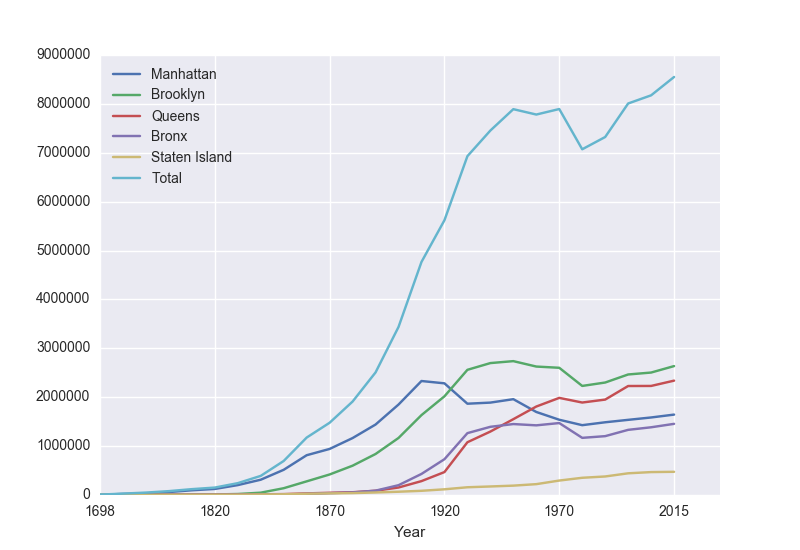 9000000
8000000
7000000
6000000
5000000
4000000
3000000
2000000
1000000
0
Manhattan
Brooklyn
Queens
Bronx
Staten Island
Total
1698 1820 1870 1920 1970 2015
Year